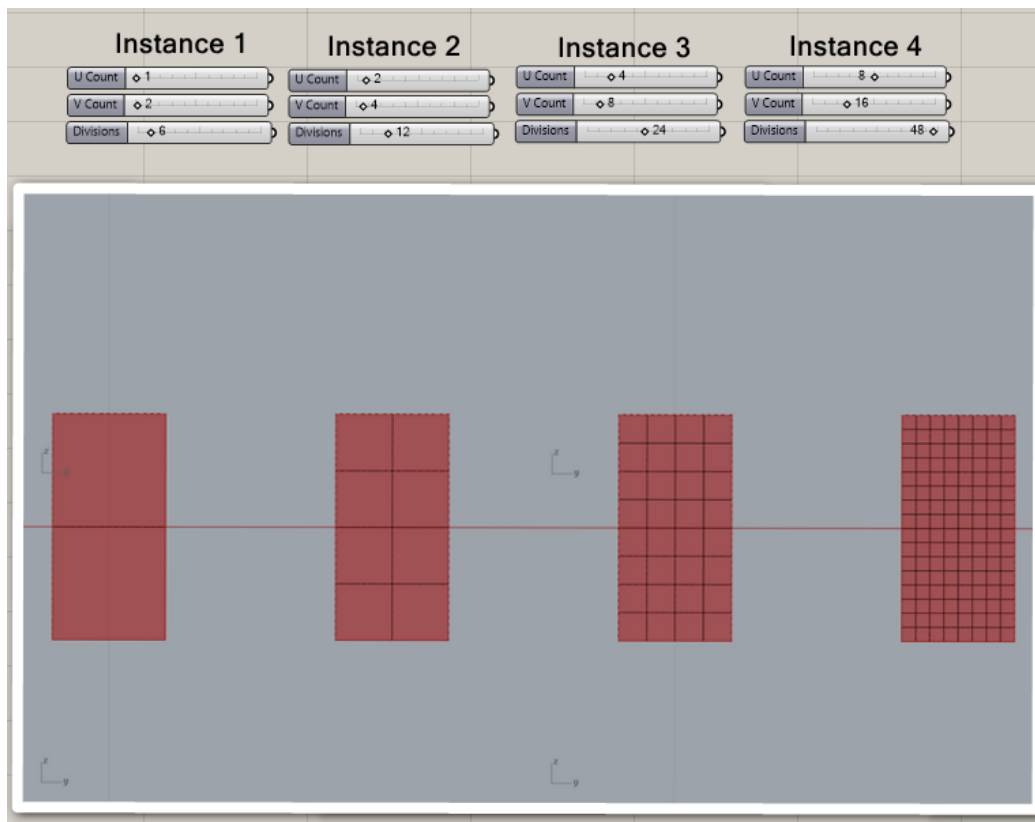 Instance 1 Instance 2 Instance 3 Instance 4
U Count 1 U Count 2 U Count 4 U Count 8
V Count 2 V Count 4 V Count 8 V Count 16
Divisions 6 Divisions 12 Divisions 24 Divisions 48
z z
y
z z
y y